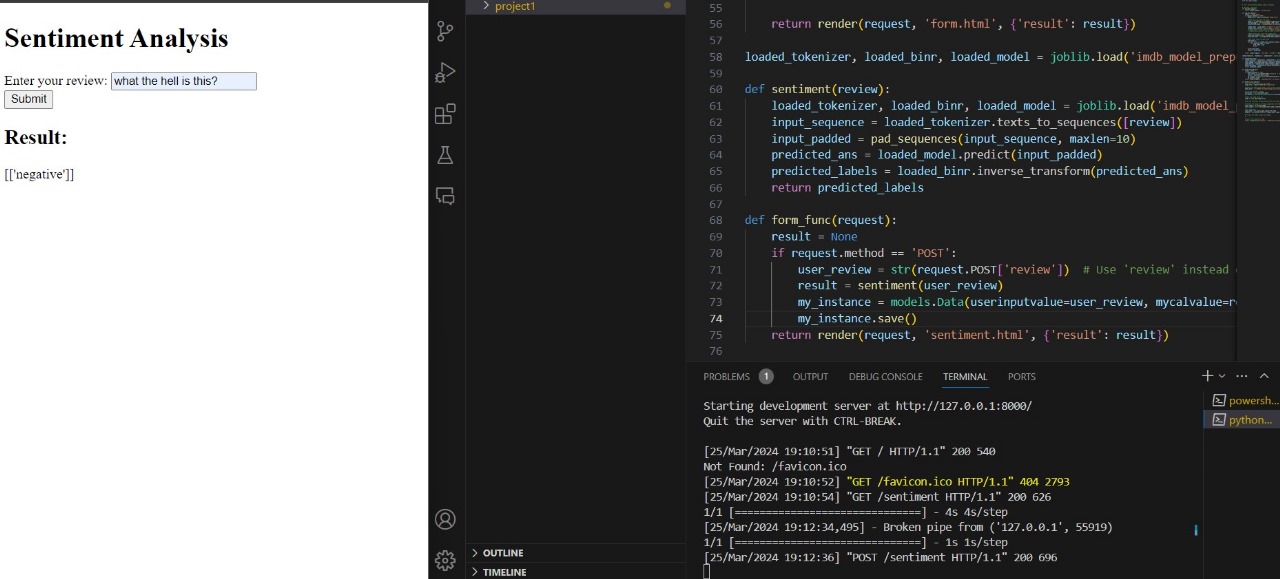 Sentiment Analysis
Enter your review: what the hell is this?
Submit
Result:
[['negative']]
project1
OUTLINE
TIMELINE
55
56 return render(request, 'form.html', {'result': result})
57
58 loaded_tokenizer, loaded_binr, loaded_model = joblib.load('imdb_model_prep
59
60 def sentiment(review):
61 loaded_tokenizer, loaded_binr, loaded_model = joblib.load('imdb_model_
62 input_sequence = loaded_tokenizer.texts_to_sequences([review])
63 input_padded = pad_sequences(input_sequence, maxlen=10)
64 predicted_ans = loaded_model.predict(input_padded)
65 predicted_labels = loaded_binr.inverse_transform(predicted_ans)
66 return predicted_labels
67
68 def form_func(request):
69 result = None
70 if request.method == 'POST':
71 user_review = str(request.POST['review']) # Use 'review' instead
72 result = sentiment(user_review)
73 my_instance = models.Data(userinputvalue=user_review, mycalvalue=r
74 my_instance.save()
75 return render(request, 'sentiment.html', {'result': result})
76
PROBLEMS 1 OUTPUT DEBUG CONSOLE TERMINAL PORTS
Starting development server at http://127.0.0.1:8000/
Quit the server with CTRL-BREAK.
[25/Mar/2024 19:10:51] "GET / HTTP/1.1" 200 540
Not Found: /favicon.ico
[25/Mar/2024 19:10:52] "GET /favicon.ico HTTP/1.1" 404 2793
[25/Mar/2024 19:10:54] "GET /sentiment HTTP/1.1" 200 626
1/1 [==============================] - 4s 4s/step
[25/Mar/2024 19:12:34,495] - Broken pipe from ('127.0.0.1', 55919)
1/1 [==============================] - 1s 1s/step
[25/Mar/2024 19:12:36] "POST /sentiment HTTP/1.1" 200 696
powersh...
python...